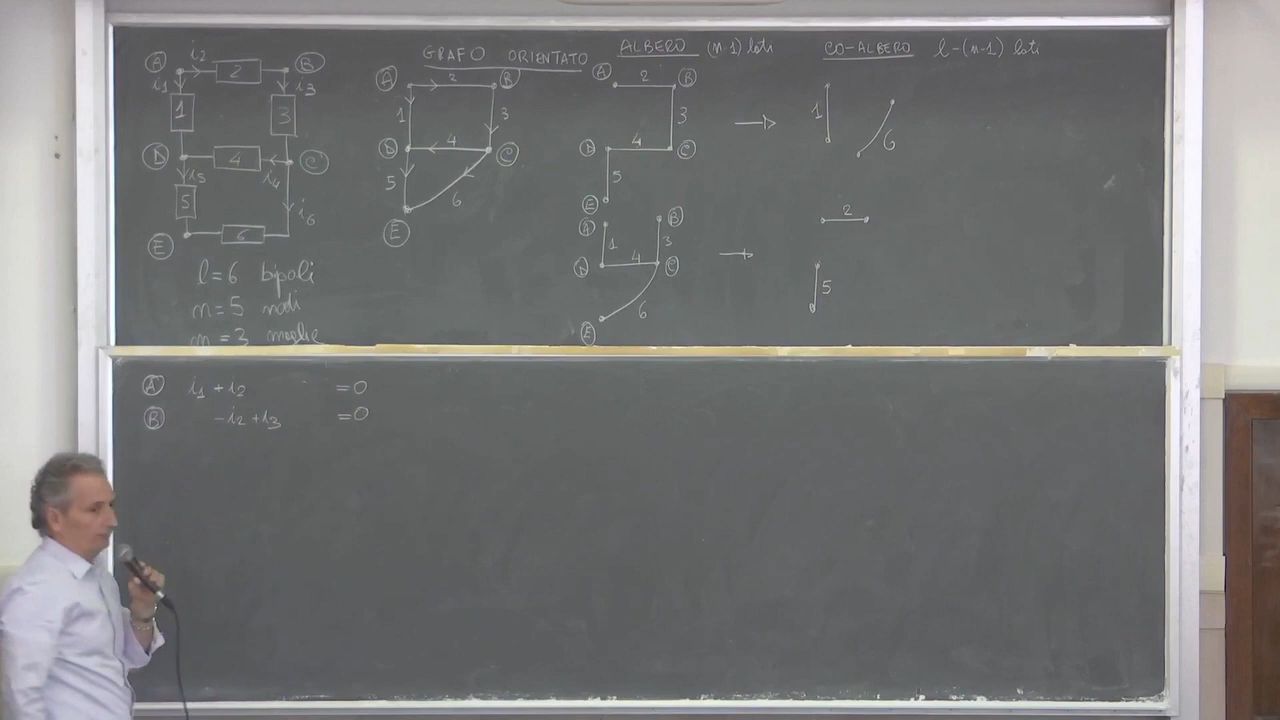 GRAFO ORIENTATO
ALBERO (n-1) lati
CO-ALBERO l-(n-1) lati
A i2 2 B
i1 i3
1 3
D 4 C
i5 i4
5 i6
E 6
l=6 bipoli
n=5 nodi
m=3 maglie
A 2 B
1 3
D 4 C
5 6
E
A 2 B
3
D 4 C
5
E
A B
1 3
D 4 C
6
E
1 6
2
5
A i1 + i2 =0
B -i2 + i3 =0